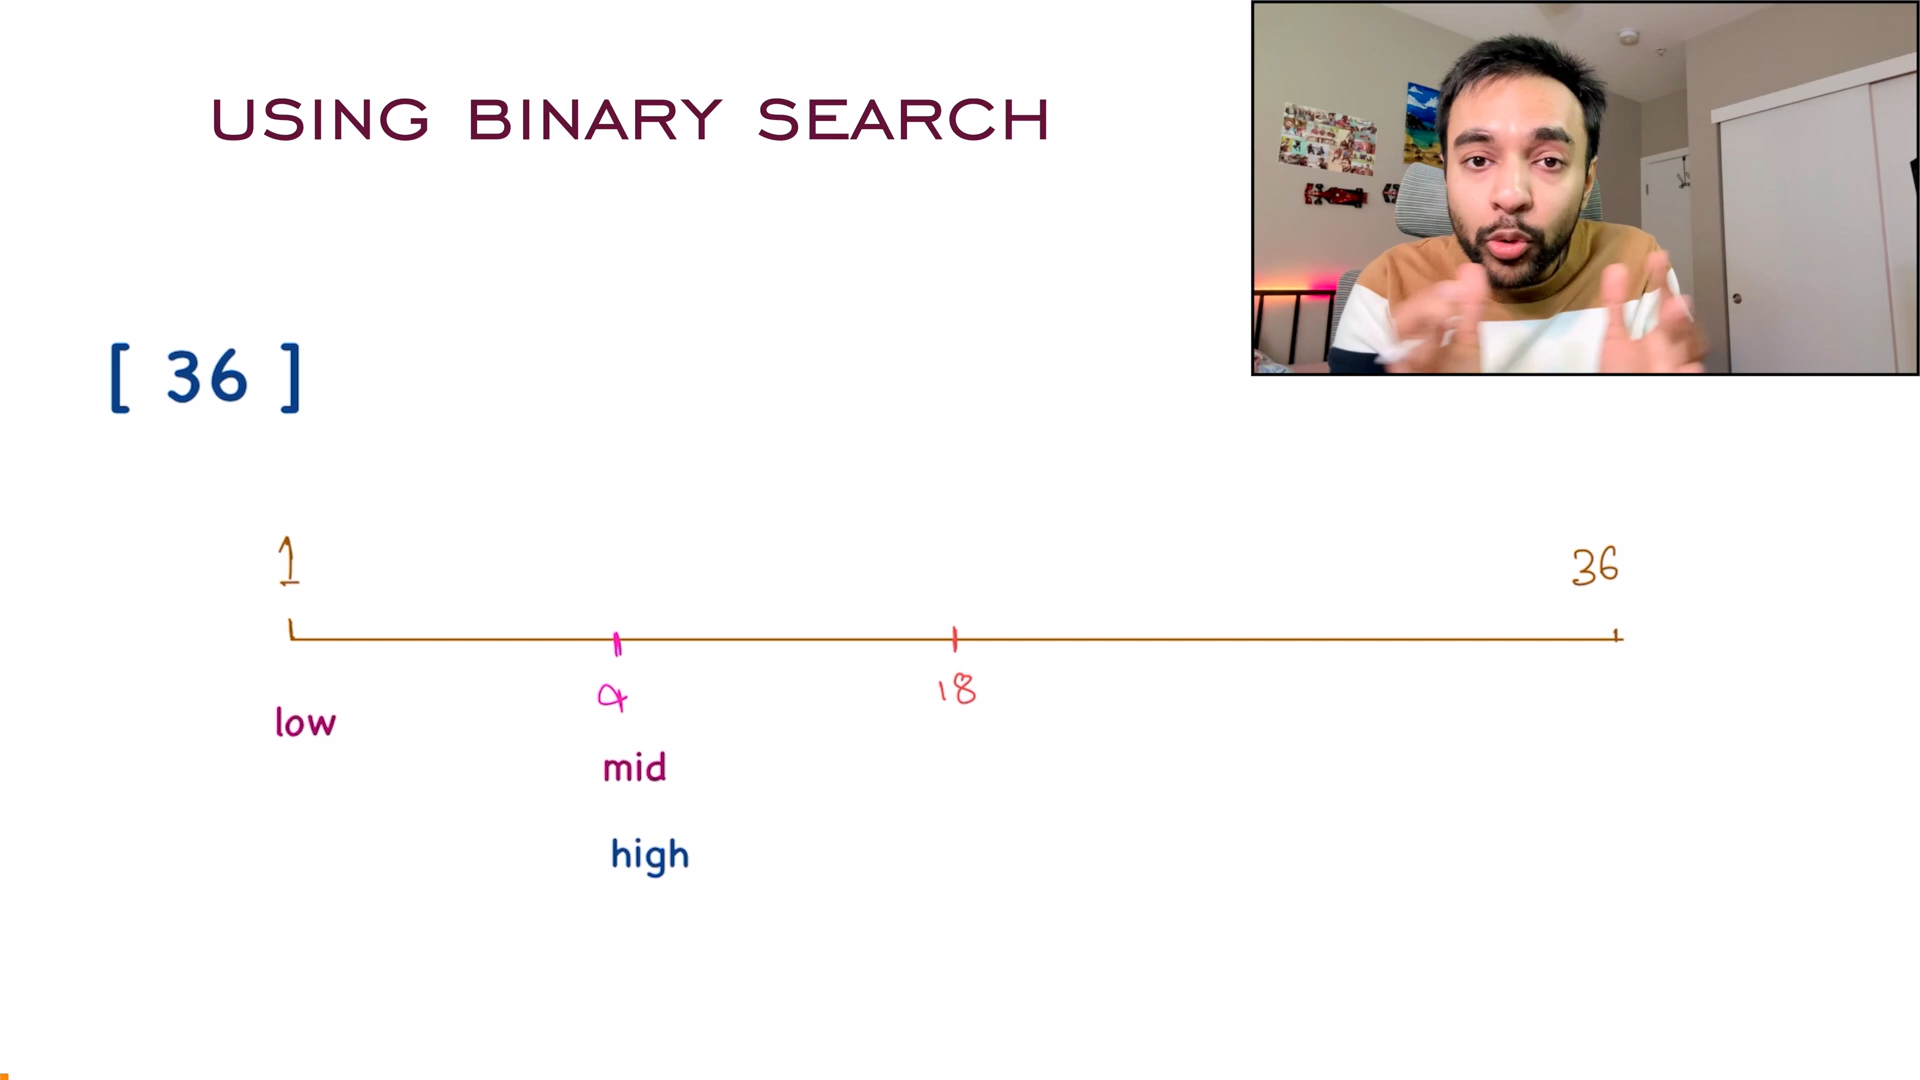 USING BINARY SEARCH
[ 36 ]
1
36
9
18
low
mid
high